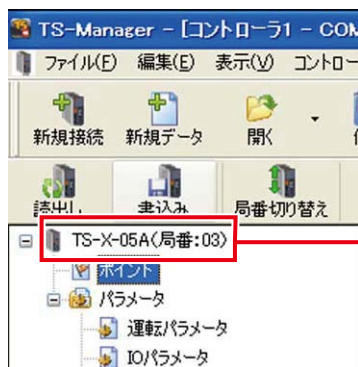 TS-Manager - [コントローラ1 - COM
ファイル(F) 編集(E) 表示(V) コントロー
新規接続 新規データ 開く
読出し 書込み 局番切り替え
TS-X-05A(局番:03)
ポイント
パラメータ
運転パラメータ
IOパラメータ